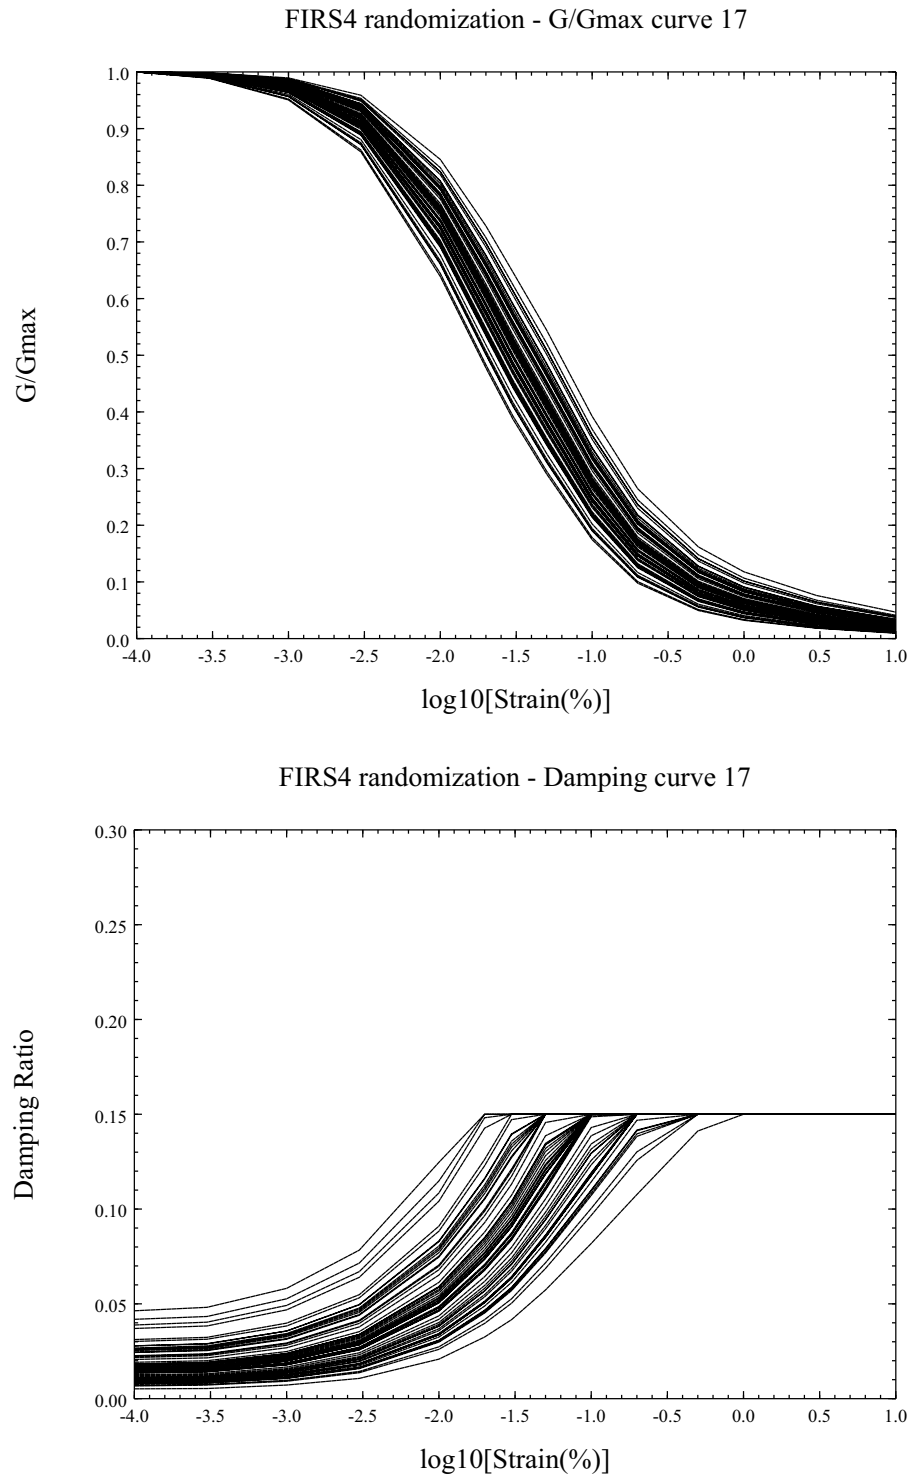 FIRS4 randomization - G/Gmax curve 17
1.0
0.9
0.8
0.7
0.6
0.5
0.4
0.3
0.2
0.1
0.0
G/Gmax
-4.0 -3.5 -3.0 -2.5 -2.0 -1.5 -1.0 -0.5 0.0 0.5 1.0
log10[Strain(%)]
FIRS4 randomization - Damping curve 17
0.30
0.25
0.20
0.15
0.10
0.05
0.00
Damping Ratio
-4.0 -3.5 -3.0 -2.5 -2.0 -1.5 -1.0 -0.5 0.0 0.5 1.0
log10[Strain(%)]